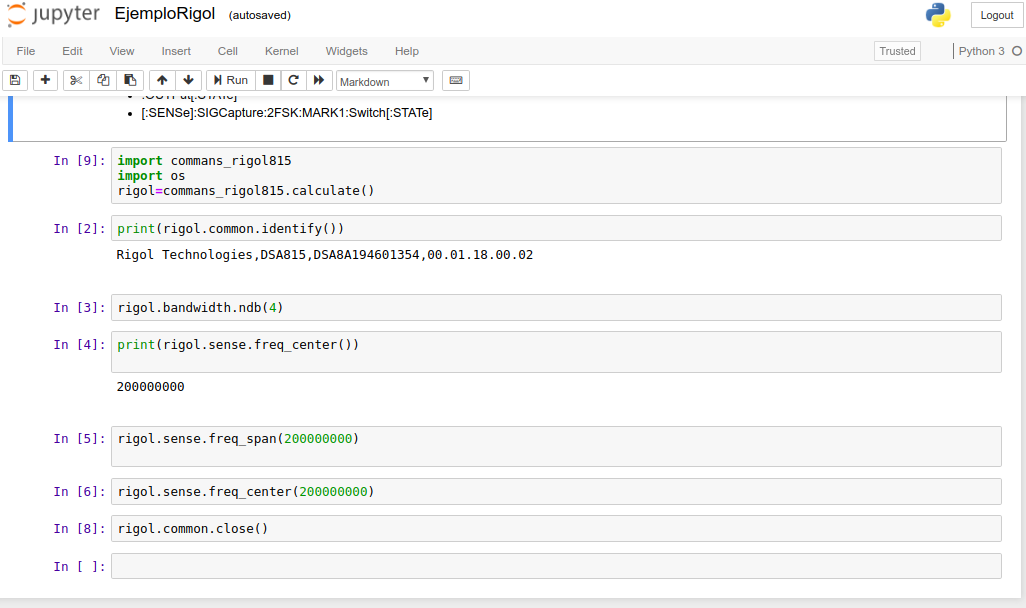 jupyter EjemploRigol (autosaved) Logout
File Edit View Insert Cell Kernel Widgets Help Trusted Python 3
Run Markdown
:OUTPut[:STATe]
[:SENSe]:SIGCapture:2FSK:MARK1:Switch[:STATe]
In [9]: import commans_rigol815
import os
rigol=commans_rigol815.calculate()
In [2]: print(rigol.common.identify())
Rigol Technologies,DSA815,DSA8A194601354,00.01.18.00.02
In [3]: rigol.bandwidth.ndb(4)
In [4]: print(rigol.sense.freq_center())
200000000
In [5]: rigol.sense.freq_span(200000000)
In [6]: rigol.sense.freq_center(200000000)
In [8]: rigol.common.close()
In [ ]: